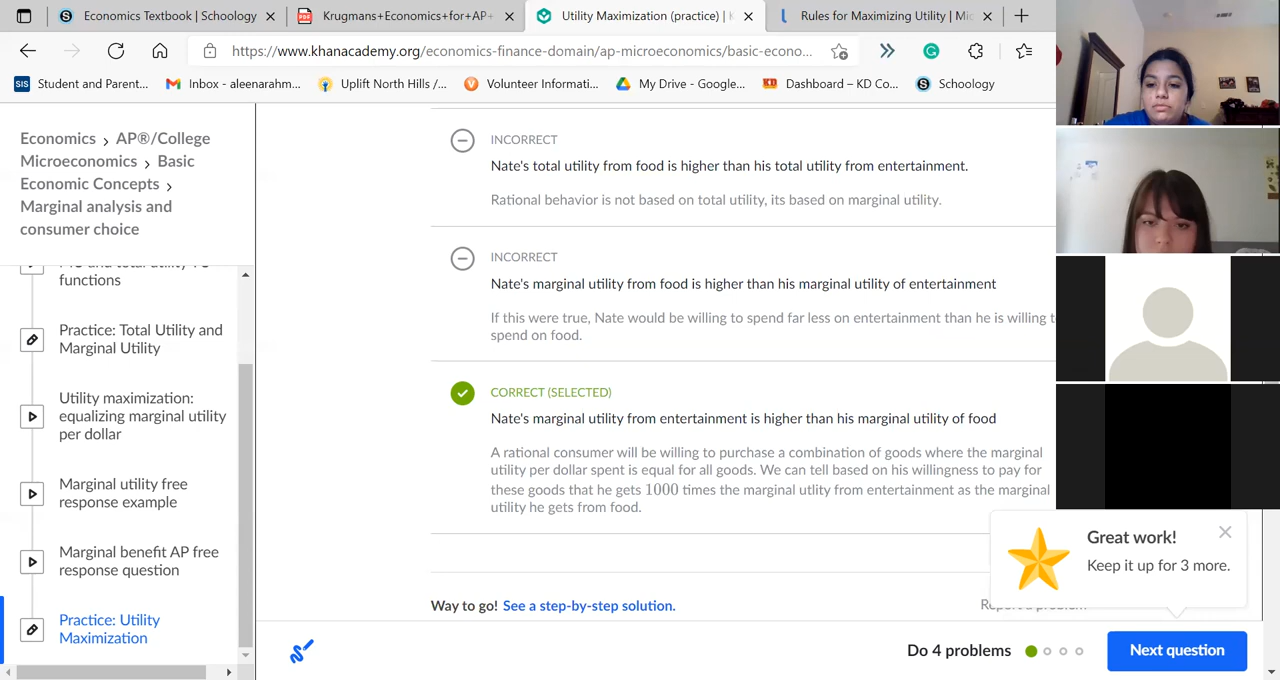 Economics Textbook | Schoology
Krugmans+Economics+for+AP+
Utility Maximization (practice) |
Rules for Maximizing Utility | Mic
https://www.khanacademy.org/economics-finance-domain/ap-microeconomics/basic-econo...
SIS Student and Parent...
Inbox - aleenarahm...
Uplift North Hills /...
Volunteer Informati...
My Drive - Google...
KD Dashboard – KD Co...
Schoology
Economics > AP®/College
Microeconomics > Basic
Economic Concepts >
Marginal analysis and
consumer choice
functions
Practice: Total Utility and
Marginal Utility
Utility maximization:
equalizing marginal utility
per dollar
Marginal utility free
response example
Marginal benefit AP free
response question
Practice: Utility
Maximization
INCORRECT
Nate's total utility from food is higher than his total utility from entertainment.
Rational behavior is not based on total utility, its based on marginal utility.
INCORRECT
Nate's marginal utility from food is higher than his marginal utility of entertainment
If this were true, Nate would be willing to spend far less on entertainment than he is willing
spend on food.
CORRECT (SELECTED)
Nate's marginal utility from entertainment is higher than his marginal utility of food
A rational consumer will be willing to purchase a combination of goods where the marginal
utility per dollar spent is equal for all goods. We can tell based on his willingness to pay for
these goods that he gets 1000 times the marginal utlity from entertainment as the marginal
utility he gets from food.
Great work!
Keep it up for 3 more.
Way to go! See a step-by-step solution.
Report a problem
Do 4 problems
Next question